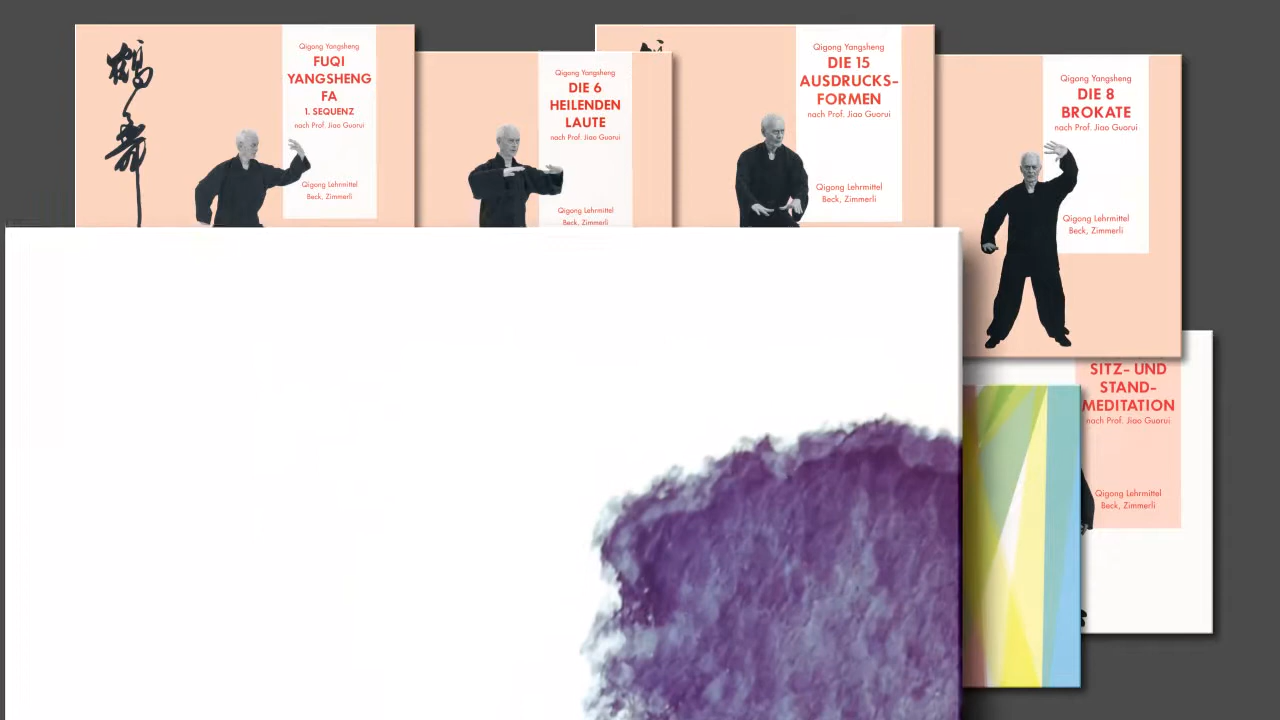 Qigong Yangsheng
FUQI
YANGSHENG
FA
1. SEQUENZ
nach Prof. Jiao Guorui
Qigong Lehrmittel
Beck, Zimmerli
Qigong Yangsheng
DIE 6
HEILENDEN
LAUTE
nach Prof. Jiao Guorui
Qigong Lehrmittel
Beck, Zimmerli
Qigong Yangsheng
DIE 15
AUSDRUCKS-
FORMEN
nach Prof. Jiao Guorui
Qigong Lehrmittel
Beck, Zimmerli
Qigong Yangsheng
DIE 8
BROKATE
nach Prof. Jiao Guorui
Qigong Lehrmittel
Beck, Zimmerli
SITZ- UND
STAND-
MEDITATION
nach Prof. Jiao Guorui
Qigong Lehrmittel
Beck, Zimmerli